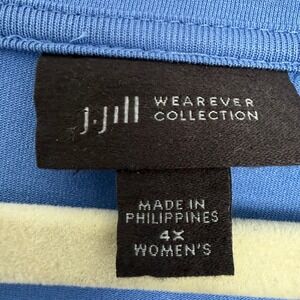 j.jill WEAREVER
COLLECTION
MADE IN
PHILIPPINES
4X
WOMEN'S